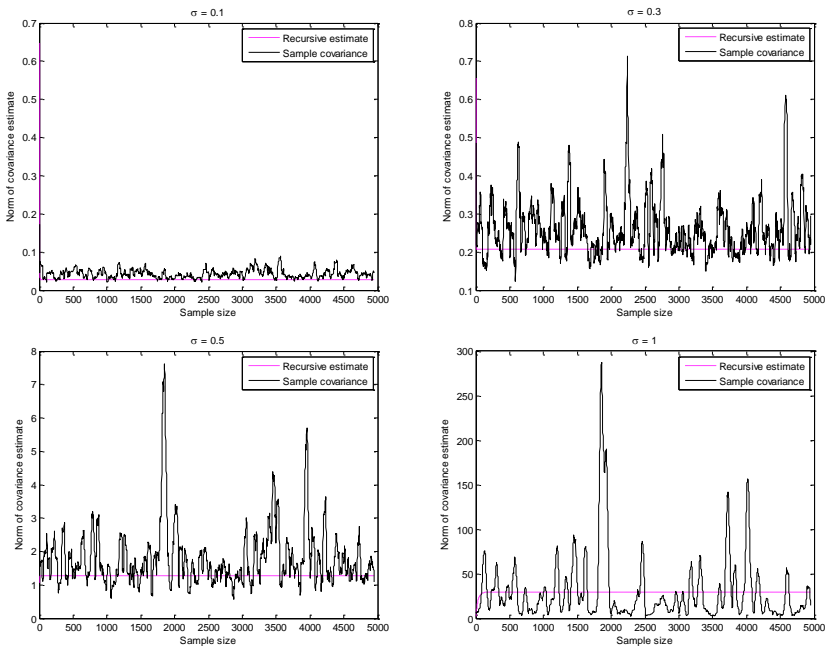 σ = 0.1
Norm of covariance estimate
0.7
0.6
0.5
0.4
0.3
0.2
0.1
0
Recursive estimate
Sample covariance
0 500 1000 1500 2000 2500 3000 3500 4000 4500 5000
Sample size
σ = 0.3
Norm of covariance estimate
0.8
0.7
0.6
0.5
0.4
0.3
0.2
0.1
Recursive estimate
Sample covariance
0 500 1000 1500 2000 2500 3000 3500 4000 4500 5000
Sample size
σ = 0.5
Norm of covariance estimate
8
7
6
5
4
3
2
1
0
Recursive estimate
Sample covariance
0 500 1000 1500 2000 2500 3000 3500 4000 4500 5000
Sample size
σ = 1
Norm of covariance estimate
300
250
200
150
100
50
0
Recursive estimate
Sample covariance
0 500 1000 1500 2000 2500 3000 3500 4000 4500 5000
Sample size